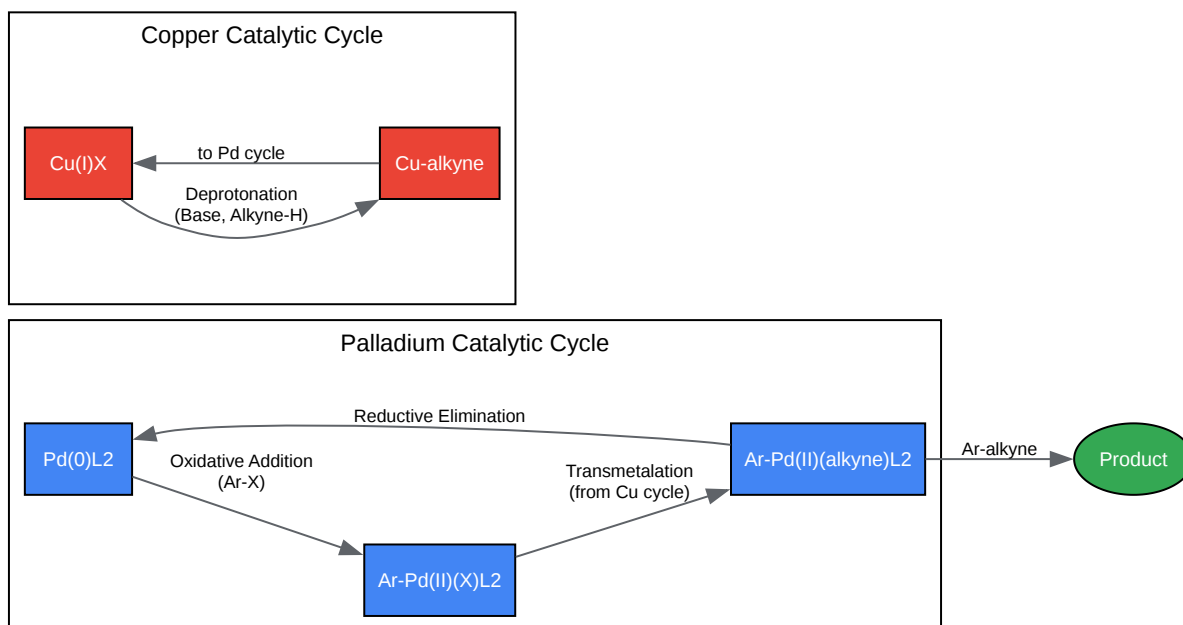 Copper Catalytic Cycle
Cu(I)X
to Pd cycle
Cu-alkyne
Deprotonation
(Base, Alkyne-H)
Palladium Catalytic Cycle
Reductive Elimination
Pd(0)L2
Oxidative Addition
(Ar-X)
Transmetalation
(from Cu cycle)
Ar-Pd(II)(alkyne)L2
Ar-alkyne
Product
Ar-Pd(II)(X)L2